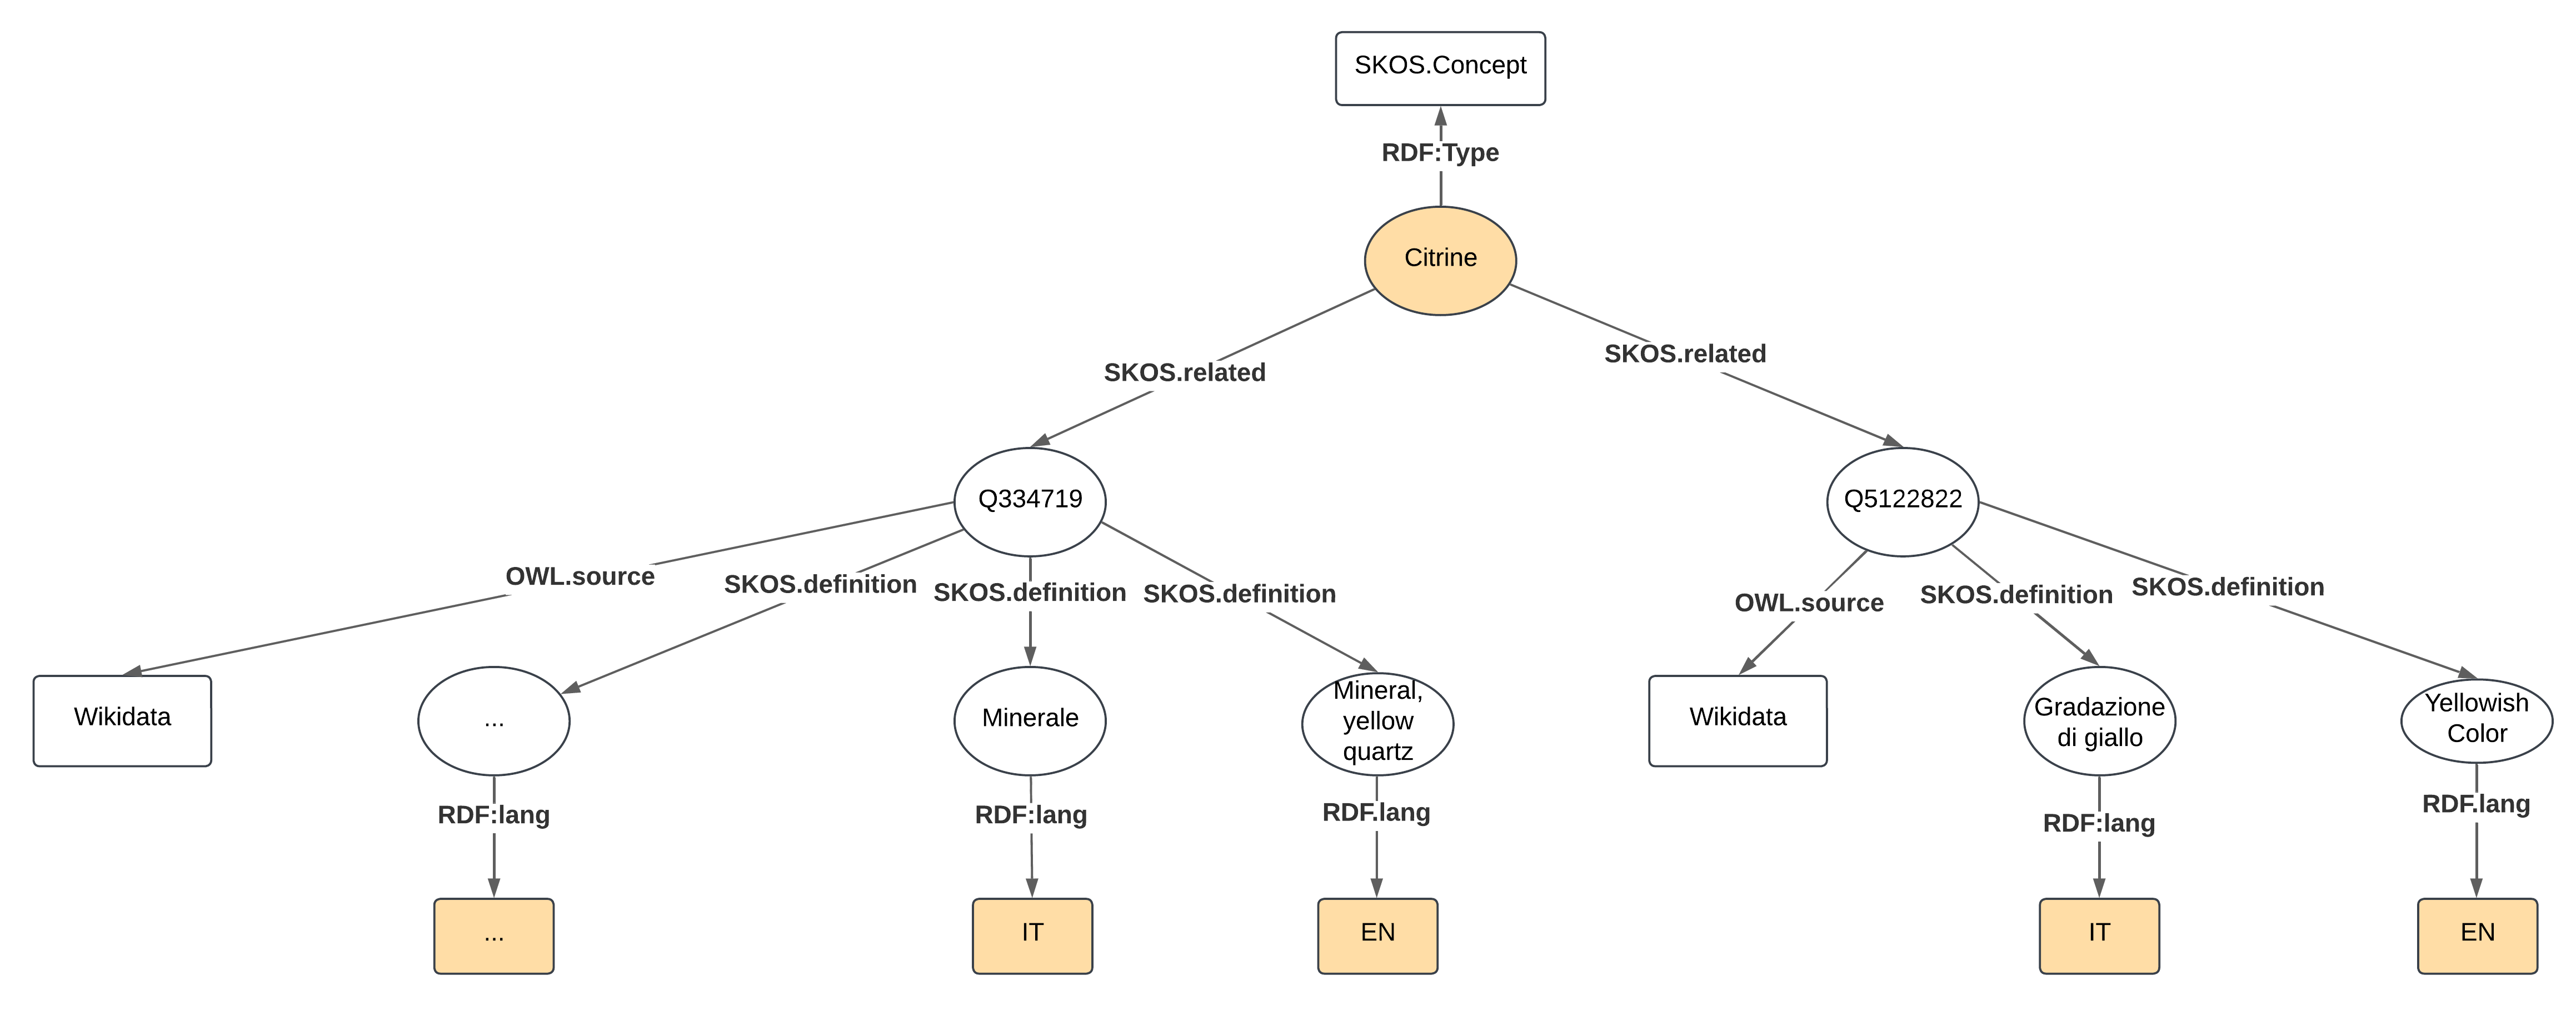 SKOS.Concept
RDF:Type
Citrine
SKOS.related
SKOS.related
Q334719
Q5122822
OWL.source
SKOS.definition
SKOS.definition
SKOS.definition
OWL.source
SKOS.definition
SKOS.definition
Wikidata
...
Minerale
Mineral,
yellow
quartz
Wikidata
Gradazione
di giallo
Yellowish
Color
RDF:lang
RDF:lang
RDF.lang
RDF:lang
RDF.lang
...
IT
EN
IT
EN